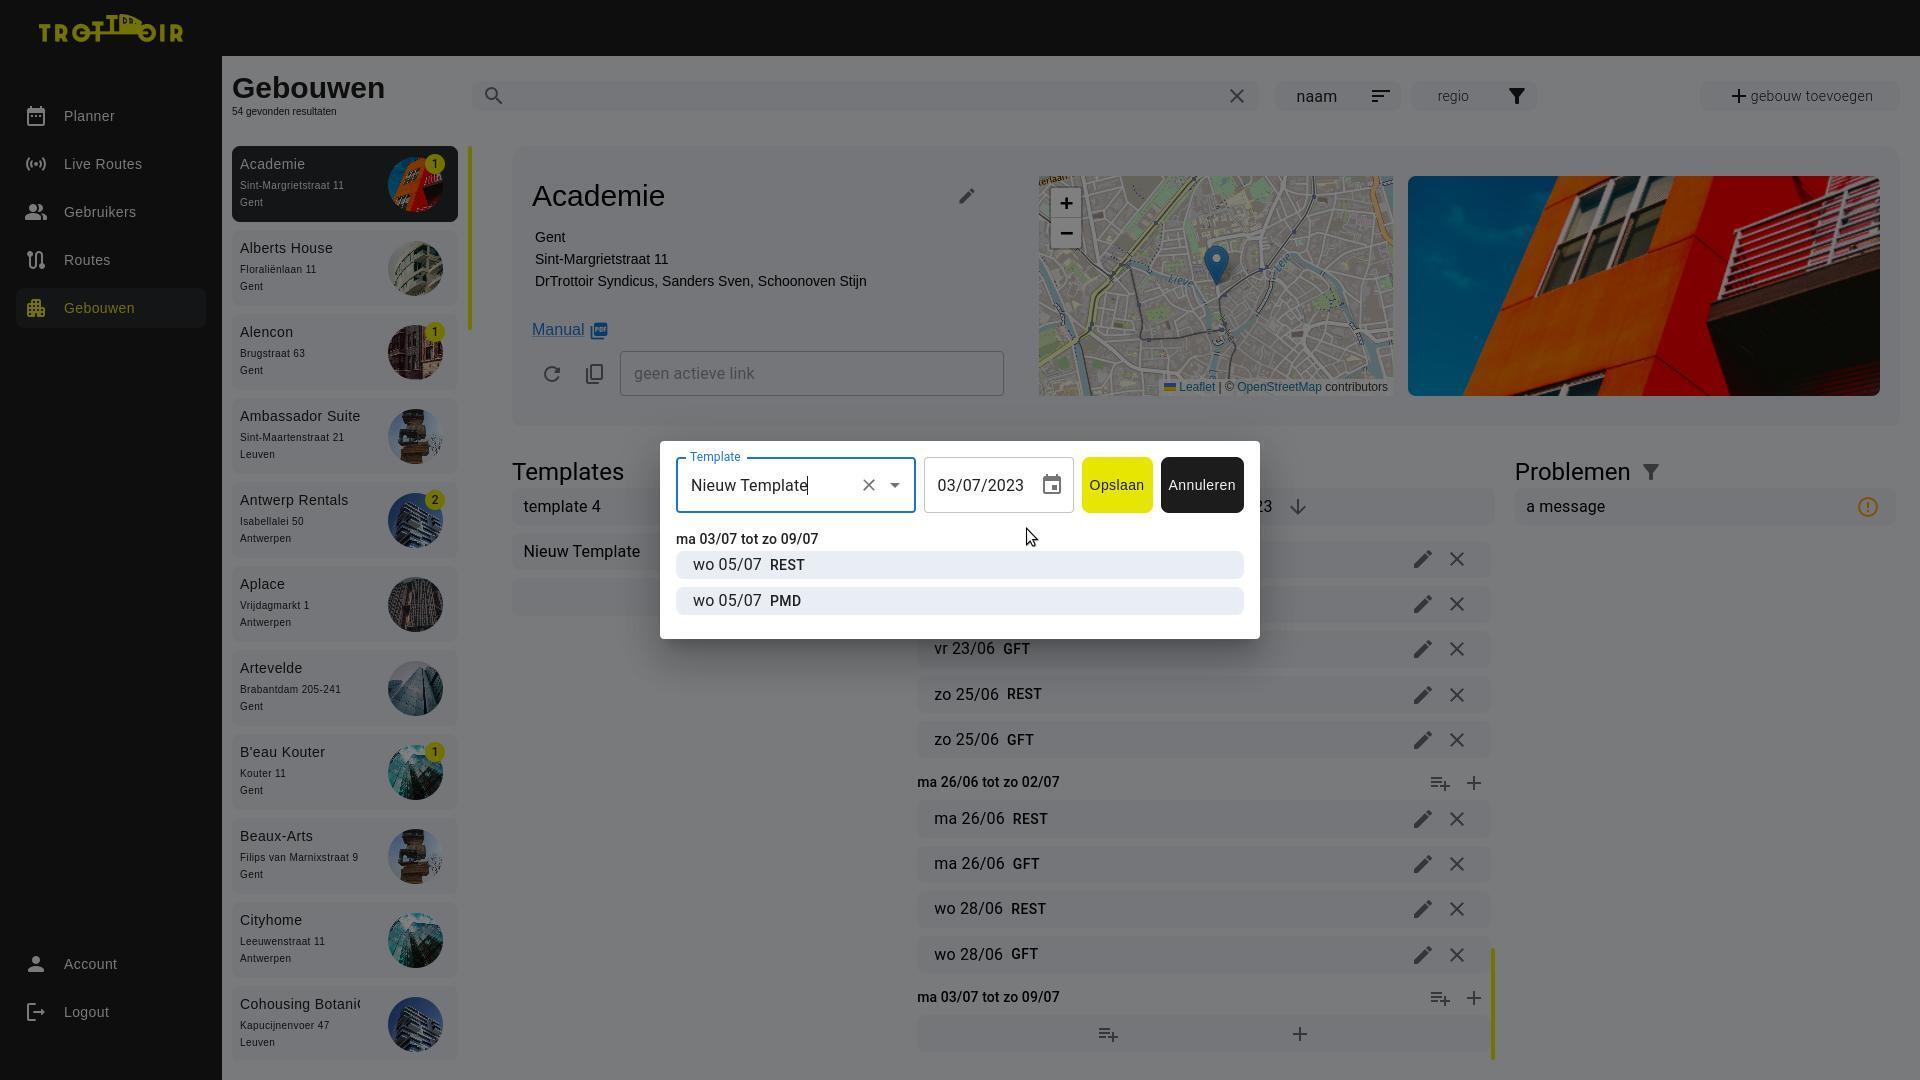 TROTTOIR
DR.
Planner
Live Routes
Gebruikers
Routes
Gebouwen
Account
Logout
Gebouwen
54 gevonden resultaten
naam
regio
gebouw toevoegen
Academie
Sint-Margrietstraat 11
Gent
1
Alberts House
Floraliënlaan 11
Gent
Alencon
Brugstraat 63
Gent
1
Ambassador Suite
Sint-Maartenstraat 21
Leuven
Antwerp Rentals
Isabellalei 50
Antwerpen
2
Aplace
Vrijdagmarkt 1
Antwerpen
Artevelde
Brabantdam 205-241
Gent
B'eau Kouter
Kouter 11
Gent
1
Beaux-Arts
Filips van Marnixstraat 9
Gent
Cityhome
Leeuwenstraat 11
Antwerpen
Cohousing Botani
Kapucijnenvoer 47
Leuven
Academie
Gent
Sint-Margrietstraat 11
DrTrottoir Syndicus, Sanders Sven, Schoonoven Stijn
Manual
PDF
geen actieve link
+
−
Lieve
Leie
Leaflet | © OpenStreetMap contributors
Templates
template 4
Nieuw Template
Template
Nieuw Template
03/07/2023
Opslaan
Annuleren
ma 03/07 tot zo 09/07
wo 05/07 REST
wo 05/07 PMD
23
vr 23/06 GFT
zo 25/06 REST
zo 25/06 GFT
ma 26/06 tot zo 02/07
ma 26/06 REST
ma 26/06 GFT
wo 28/06 REST
wo 28/06 GFT
ma 03/07 tot zo 09/07
Problemen
a message